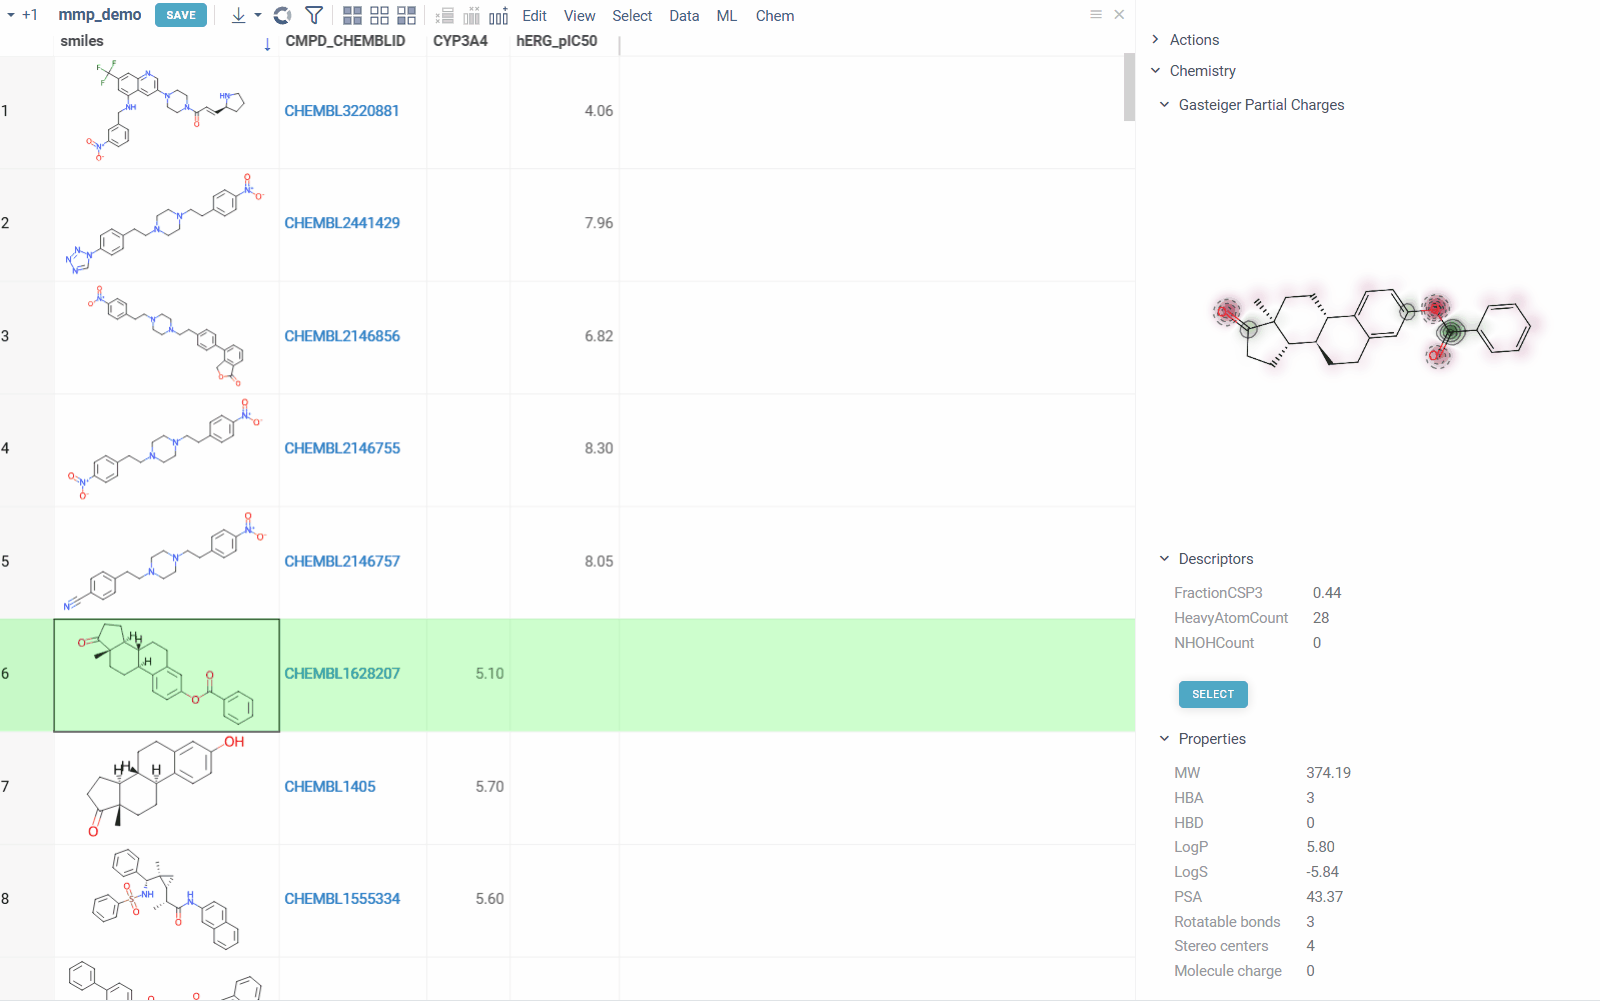 +1 mmp_demo SAVE Edit View Select Data ML Chem
smiles CMPD_CHEMBLID CYP3A4 hERG_pIC50
1 CHEMBL3220881 4.06
2 CHEMBL2441429 7.96
3 CHEMBL2146856 6.82
4 CHEMBL2146755 8.30
5 CHEMBL2146757 8.05
6 CHEMBL1628207 5.10
7 CHEMBL1405 5.70
8 CHEMBL1555334 5.60
Actions
Chemistry
Gasteiger Partial Charges
Descriptors
FractionCSP3 0.44
HeavyAtomCount 28
NHOHCount 0
SELECT
Properties
MW 374.19
HBA 3
HBD 0
LogP 5.80
LogS -5.84
PSA 43.37
Rotatable bonds 3
Stereo centers 4
Molecule charge 0